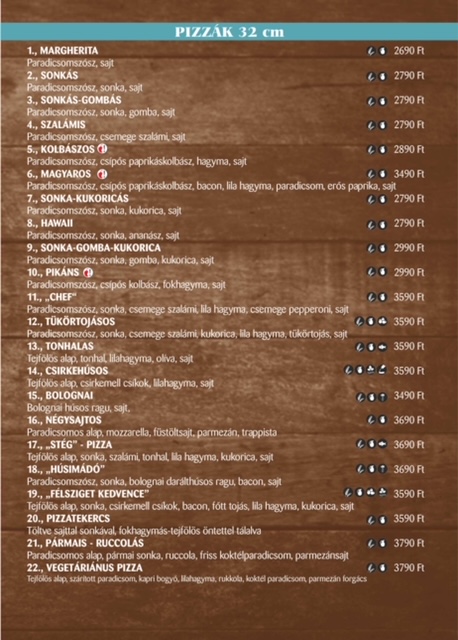 PIZZÁK 32 cm
1., MARGHERITA 2690 Ft
Paradicsomszósz, sajt
2., SONKÁS 2790 Ft
Paradicsomszósz, sonka, sajt
3., SONKÁS-GOMBÁS 2790 Ft
Paradicsomszósz, sonka, gomba, sajt
4., SZALÁMIS 2790 Ft
Paradicsomszósz, csemege szalámi, sajt
5., KOLBÁSZOS 2890 Ft
Paradicsomszósz, csípős paprikáskolbász, hagyma, sajt
6., MAGYAROS 3490 Ft
Paradicsomszósz, csípős paprikáskolbász, bacon, lila hagyma, paradicsom, erős paprika, sajt
7., SONKA-KUKORICÁS 2790 Ft
Paradicsomszósz, sonka, kukorica, sajt
8., HAWAII 2790 Ft
Paradicsomszósz, sonka, ananász, sajt
9., SONKA-GOMBA-KUKORICA 2990 Ft
Paradicsomszósz, sonka, gomba, kukorica, sajt
10., PIKÁNS 2990 Ft
Paradicsomszósz, csípős kolbász, fokhagyma, sajt
11., „CHEF" 3590 Ft
Paradicsomszósz, sonka, csemege szalámi, lila hagyma, csemege pepperoni, sajt
12., TÜKÖRTOJÁSOS 3590 Ft
Paradicsomszósz, sonka, csemege szalámi, kukorica, lila hagyma, tükörtojás, sajt
13., TONHALAS 3590 Ft
Tejfölös alap, tonhal, lilahagyma, olíva, sajt
14., CSIRKEHÚSOS 3590 Ft
Tejfölös alap, csirkemell csíkok, lilahagyma, sajt
15., BOLOGNAI 3490 Ft
Bolognai húsos ragu, sajt,
16., NÉGYSAJTOS 3690 Ft
Paradicsomos alap, mozzarella, füstöltsajt, parmezán, trappista
17., „STÉG" - PIZZA 3690 Ft
Tejfölös alap, sonka, szalámi, tonhal, lila hagyma, kukorica, sajt
18., „HÚSIMÁDÓ" 3690 Ft
Paradicsomszósz, sonka, bolognai darálthúsos ragu, bacon, sajt
19., „FÉLSZIGET KEDVENCE" 3590 Ft
Tejfölös alap, sonka, csirkemell csíkok, bacon, főtt tojás, lila hagyma, kukorica, sajt
20., PIZZATEKERCS 3590 Ft
Töltve sajttal sonkával, fokhagymás-tejfölös öntettel tálalva
21., PÁRMAIS - RUCCOLÁS 3790 Ft
Paradicsomos alap, pármai sonka, ruccola, friss koktélparadicsom, parmezánsajt
22., VEGETÁRIÁNUS PIZZA 3790 Ft
Tejfölös alap, szárított paradicsom, kapri bogyó, lilahagyma, rukkola, koktél paradicsom, parmezán forgács